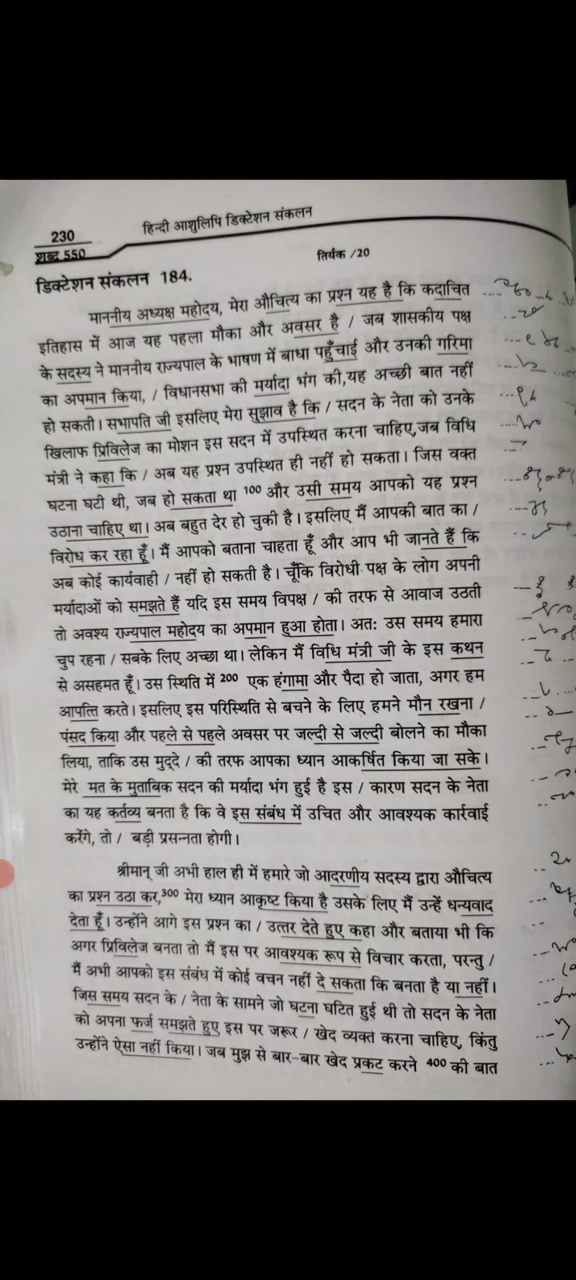 230
हिन्दी आशुलिपि डिक्टेशन संकलन
शब्द 550
तिर्यक /20
डिक्टेशन संकलन 184.
माननीय अध्यक्ष महोदय, मेरा औचित्य का प्रश्न यह है कि कदाचित
इतिहास में आज यह पहला मौका और अवसर है / जब शासकीय पक्ष
के सदस्य ने माननीय राज्यपाल के भाषण में बाधा पहुँचाई और उनकी गरिमा
का अपमान किया, / विधानसभा की मर्यादा भंग की,यह अच्छी बात नहीं
हो सकती। सभापति जी इसलिए मेरा सुझाव है कि / सदन के नेता को उनके
खिलाफ प्रिविलेज का मोशन इस सदन में उपस्थित करना चाहिए,जब विधि
मंत्री ने कहा कि / अब यह प्रश्न उपस्थित ही नहीं हो सकता। जिस वक्त
घटना घटी थी, जब हो सकता था 100 और उसी समय आपको यह प्रश्न
उठाना चाहिए था। अब बहुत देर हो चुकी है। इसलिए मैं आपकी बात का /
विरोध कर रहा हूँ। मैं आपको बताना चाहता हूँ और आप भी जानते हैं कि
अब कोई कार्यवाही / नहीं हो सकती है। चूँकि विरोधी पक्ष के लोग अपनी
मर्यादाओं को समझते हैं यदि इस समय विपक्ष / की तरफ से आवाज उठती
तो अवश्य राज्यपाल महोदय का अपमान हुआ होता। अतः उस समय हमारा
चुप रहना / सबके लिए अच्छा था। लेकिन मैं विधि मंत्री जी के इस कथन
से असहमत हूँ। उस स्थिति में 200 एक हंगामा और पैदा हो जाता, अगर हम
आपत्ति करते। इसलिए इस परिस्थिति से बचने के लिए हमने मौन रखना /
पंसद किया और पहले से पहले अवसर पर जल्दी से जल्दी बोलने का मौका
लिया, ताकि उस मुद्दे / की तरफ आपका ध्यान आकर्षित किया जा सके।
मेरे मत के मुताबिक सदन की मर्यादा भंग हुई है इस / कारण सदन के नेता
का यह कर्तव्य बनता है कि वे इस संबंध में उचित और आवश्यक कार्रवाई
करेंगे, तो / बड़ी प्रसन्नता होगी।
श्रीमान् जी अभी हाल ही में हमारे जो आदरणीय सदस्य द्वारा औचित्य
का प्रश्न उठा कर,300 मेरा ध्यान आकृष्ट किया है उसके लिए मैं उन्हें धन्यवाद
देता हूँ। उन्होंने आगे इस प्रश्न का / उत्तर देते हुए कहा और बताया भी कि
अगर प्रिविलेज बनता तो मैं इस पर आवश्यक रूप से विचार करता, परन्तु /
मैं अभी आपको इस संबंध में कोई वचन नहीं दे सकता कि बनता है या नहीं।
जिस समय सदन के / नेता के सामने जो घटना घटित हुई थी तो सदन के नेता
को अपना फर्ज समझते हुए इस पर जरूर / खेद व्यक्त करना चाहिए, किंतु
उन्होंने ऐसा नहीं किया। जब मुझ से बार-बार खेद प्रकट करने 400 की बात